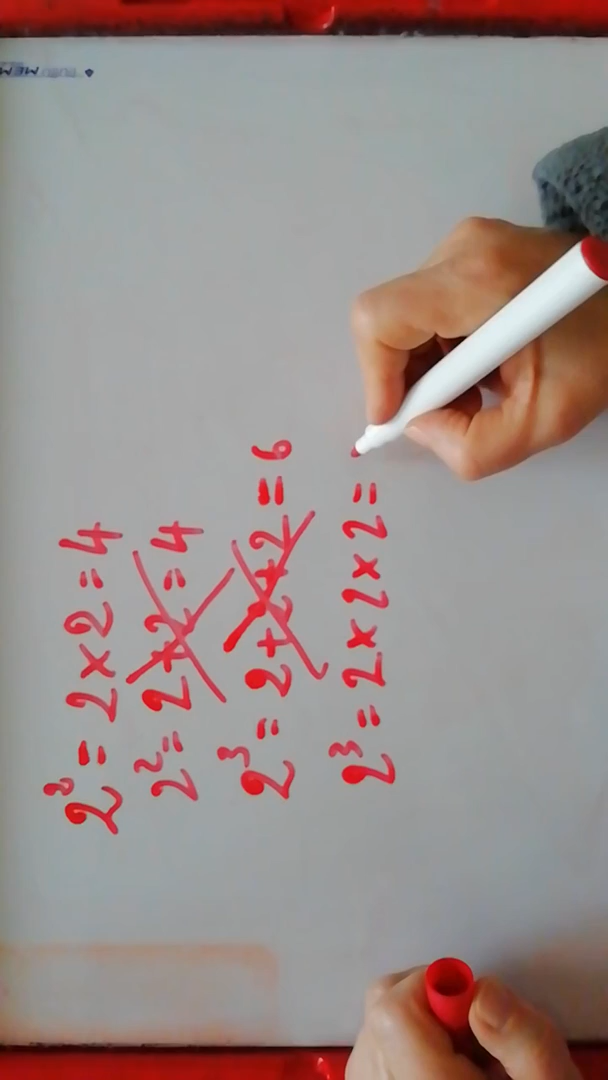 2² = 2 x 2 = 4
2² = 2 + 2 = 4
2³ = 2 + 2 + 2 = 6
2³ = 2 x 2 x 2 =